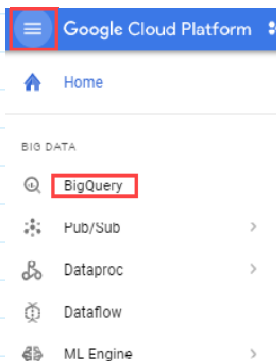 Google Cloud Platform
Home
BIG DATA
BigQuery
Pub/Sub
Dataproc
Dataflow
ML Engine